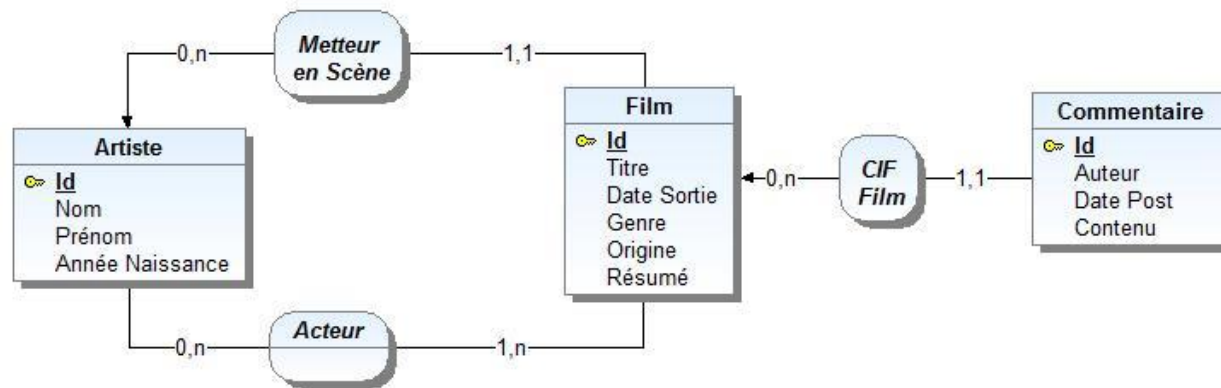 Metteur
en Scène
0,n
1,1
Artiste
Id
Nom
Prénom
Année Naissance
Film
Id
Titre
Date Sortie
Genre
Origine
Résumé
0,n
CIF
Film
1,1
Commentaire
Id
Auteur
Date Post
Contenu
0,n
Acteur
1,n